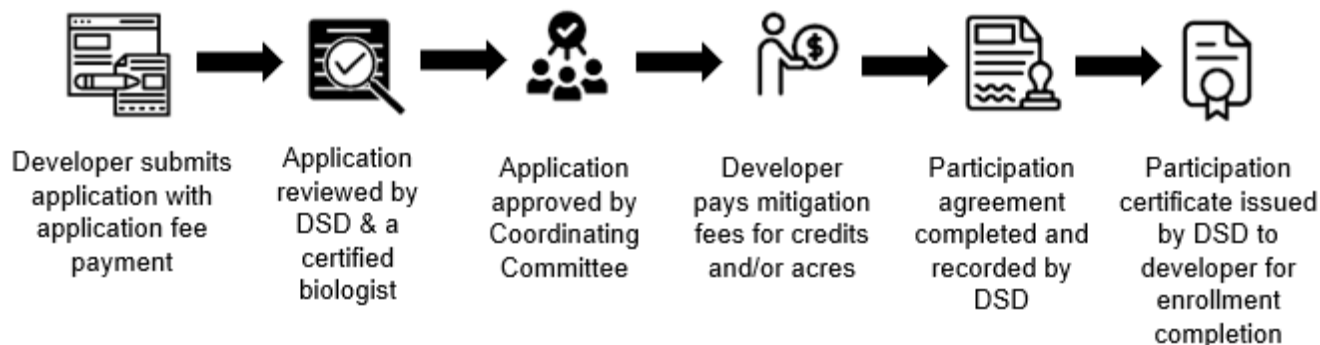 Developer submits
application with
application fee
payment
Application
reviewed by
DSD & a
certified
biologist
Application
approved by
Coordinating
Committee
Developer
pays mitigation
fees for credits
and/or acres
Participation
agreement
completed and
recorded by
DSD
Participation
certificate issued
by DSD to
developer for
enrollment
completion